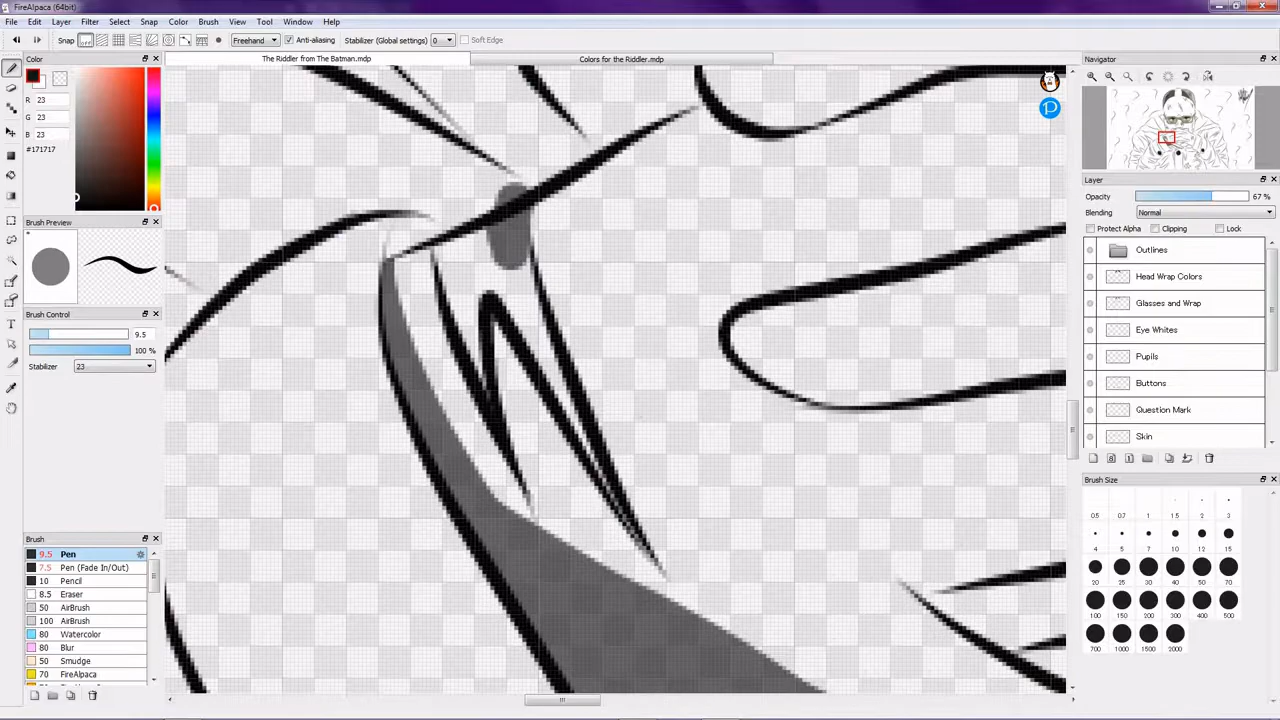 FireAlpaca (64bit)
File Edit Layer Filter Select Snap Color Brush View Tool Window Help
Snap Freehand Anti-aliasing Stabilizer (Global settings) 0 Soft Edge
Color
The Riddler from The Batman.mdp Colors for the Riddler.mdp
Navigator
R 23
23
B 23
#171717
Layer
Opacity 67 %
Blending Normal
Protect Alpha Clipping Lock
Brush Preview
Outlines
Head Wrap Colors
Glasses and Wrap
Eye Whites
Pupils
Buttons
Question Mark
Skin
Brush Control
9.5
100 %
Stabilizer 23
Brush Size
0.5 0.7 1 1.5 2 3
4 5 7 10 12 15
20 25 30 40 50 70
100 150 200 300 400 500
700 1000 1500 2000
Brush
9.5 Pen
7.5 Pen (Fade In/Out)
10 Pencil
8.5 Eraser
50 AirBrush
100 AirBrush
80 Watercolor
Blur
50 Smudge
70 FireAlpaca